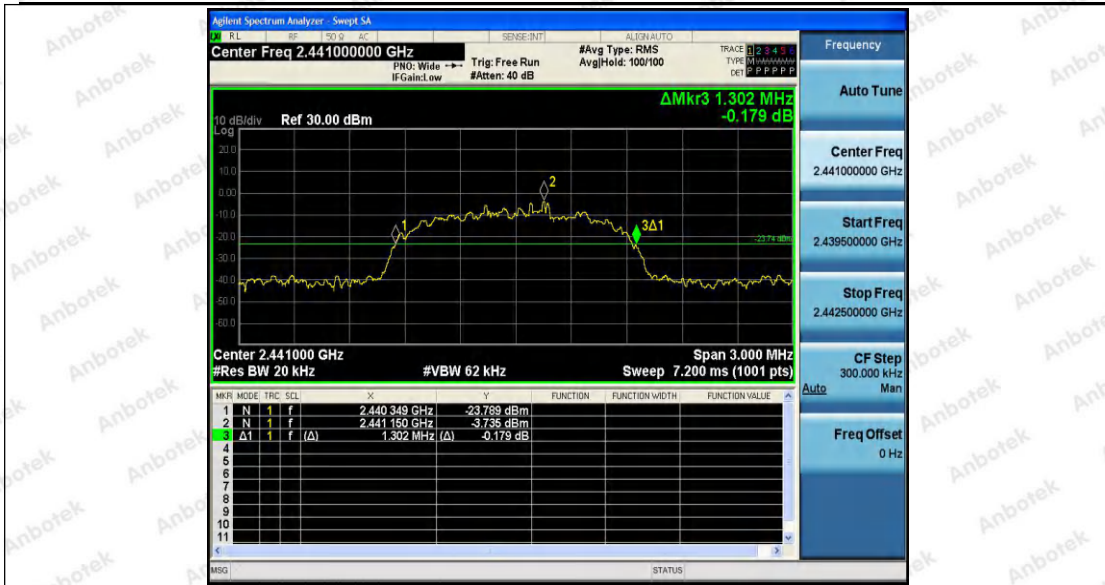 Agilent Spectrum Analyzer - Swept SA
RL RF 50 Ω AC SENSE:INT ALIGNAUTO
Center Freq 2.441000000 GHz
PNO: Wide
IFGain:Low
Trig: Free Run
#Atten: 40 dB
#Avg Type: RMS
Avg|Hold: 100/100
TRACE 1 2 3 4 5 6
TYPE M
DET P P P P P P
ΔMkr3 1.302 MHz
-0.179 dB
10 dB/div Ref 30.00 dBm
Log
20.0
10.0
0.00
-10.0
-20.0
-30.0
-40.0
-50.0
-60.0
1
2
3Δ1
-23.74 dBm
Center 2.441000 GHz Span 3.000 MHz
#Res BW 20 kHz #VBW 62 kHz Sweep 7.200 ms (1001 pts)
MKR MODE TRC SCL X Y FUNCTION FUNCTION WIDTH FUNCTION VALUE
1 N 1 f 2.440 349 GHz -23.789 dBm
2 N 1 f 2.441 150 GHz -3.735 dBm
3 Δ1 1 f (Δ) 1.302 MHz (Δ) -0.179 dB
4
5
6
7
8
9
10
11
MSG STATUS
Frequency
Auto Tune
Center Freq
2.441000000 GHz
Start Freq
2.439500000 GHz
Stop Freq
2.442500000 GHz
CF Step
300.000 kHz
Auto Man
Freq Offset
0 Hz
Anbotek